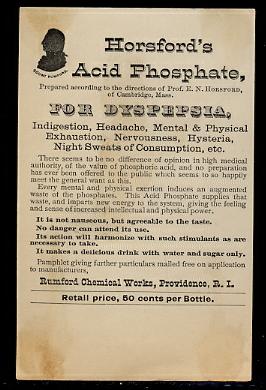 Horsford's
Acid Phosphate,
Prepared according to the directions of Prof. E. N. HORSFORD,
of Cambridge, Mass.
FOR DYSPEPSIA,
Indigestion, Headache, Mental & Physical
Exhaustion, Nervousness, Hysteria,
Night Sweats of Consumption, etc.
There seems to be no difference of opinion in high medical
authority, of the value of phosphoric acid, and no preparation
has ever been offered to the public which seems to so happily
meet the general want as this.
Every mental and physical exertion induces an augmented
waste of the phosphates. This Acid Phosphate supplies that
waste, and imparts new energy to the system, giving the feeling
and sense of increased intellectual and physical power.
It is not nauseous, but agreeable to the taste.
No danger can attend its use.
Its action will harmonize with such stimulants as are
necessary to take.
It makes a delicious drink with water and sugar only.
Pamphlet giving further particulars mailed free on application
to manufacturers,
Rumford Chemical Works, Providence, R. I.
Retail price, 50 cents per Bottle.